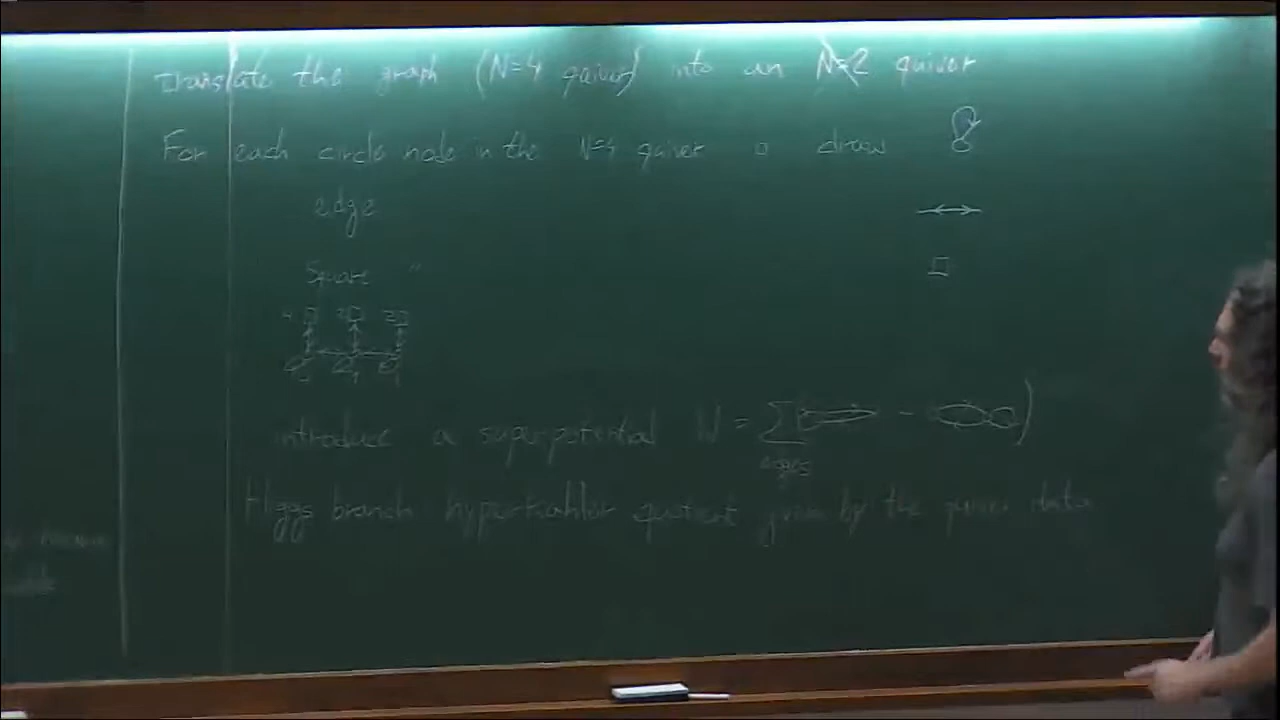 Translate the graph (N=4 quiver) into an N=2 quiver
For each circle node in the N=4 quiver draw
edge
Square "
introduce a superpotential W = ∑
edges
Higgs branch hyperkahler quotient given by the quiver data